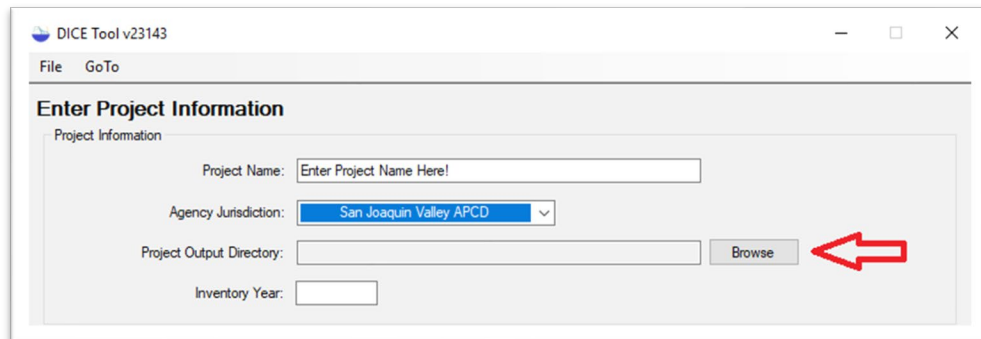 DICE Tool v23143
File GoTo
Enter Project Information
Project Information
Project Name: Enter Project Name Here!
Agency Jurisdiction: San Joaquin Valley APCD
Project Output Directory: Browse
Inventory Year: